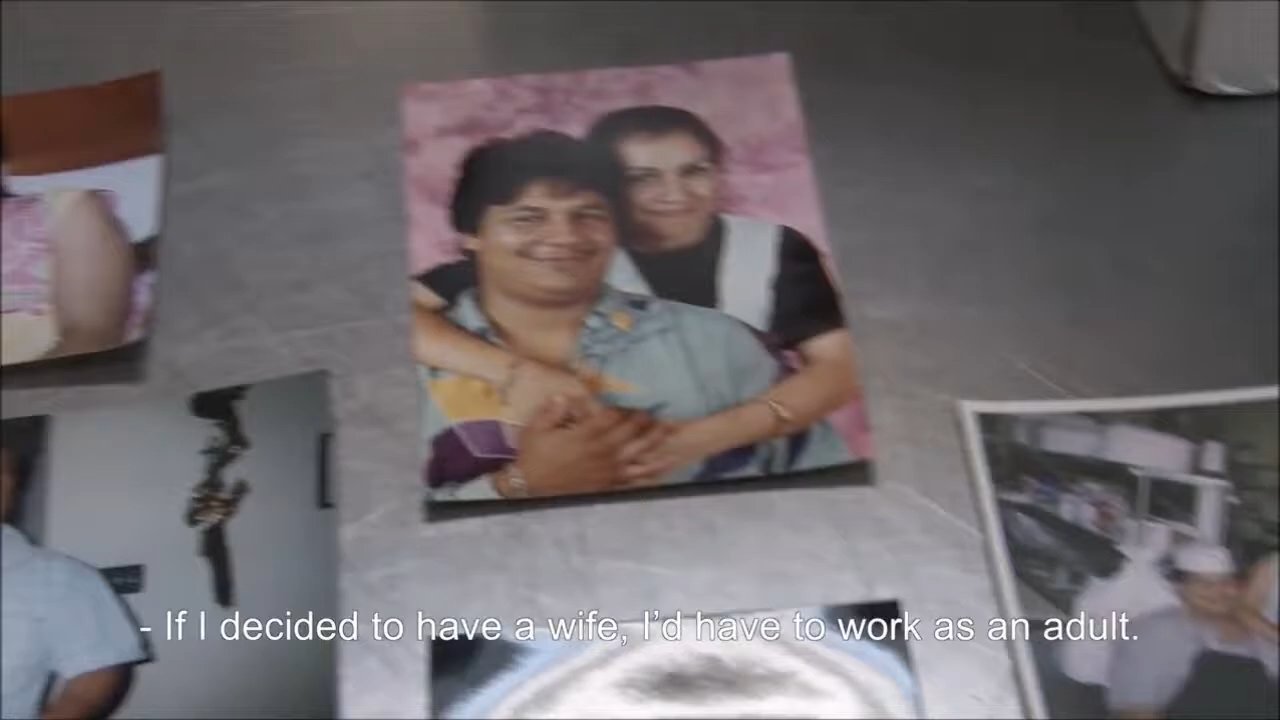 - If I decided to have a wife, I’d have to work as an adult.